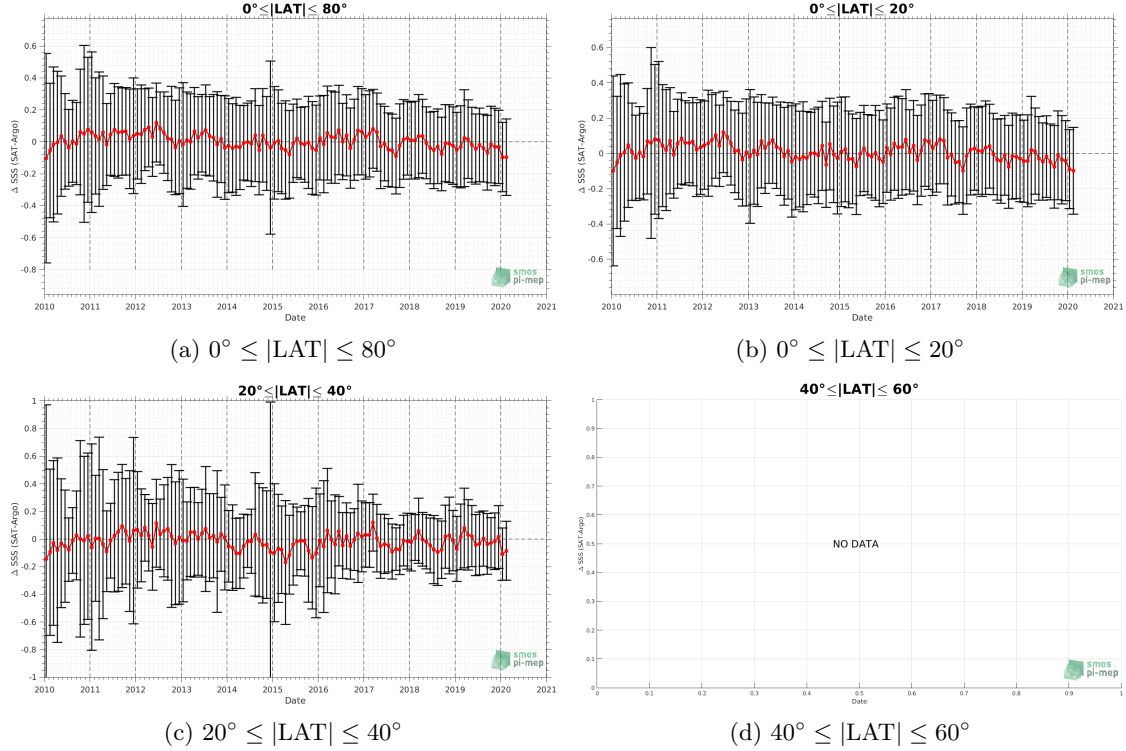 0°≤|LAT|≤ 80°
Δ SSS (SAT-Argo)
0.6
0.4
0.2
0
-0.2
-0.4
-0.6
-0.8
2010 2011 2012 2013 2014 2015 2016 2017 2018 2019 2020 2021
Date
smos
pi-mep
(a) 0° ≤ |LAT| ≤ 80°
0°≤|LAT|≤ 20°
Δ SSS (SAT-Argo)
0.6
0.4
0.2
0
-0.2
-0.4
-0.6
2010 2011 2012 2013 2014 2015 2016 2017 2018 2019 2020 2021
Date
smos
pi-mep
(b) 0° ≤ |LAT| ≤ 20°
20°≤|LAT|≤ 40°
Δ SSS (SAT-Argo)
1
0.8
0.6
0.4
0.2
0
-0.2
-0.4
-0.6
-0.8
-1
2010 2011 2012 2013 2014 2015 2016 2017 2018 2019 2020 2021
Date
smos
pi-mep
(c) 20° ≤ |LAT| ≤ 40°
40°≤|LAT|≤ 60°
Δ SSS (SAT-Argo)
1
0.9
0.8
0.7
0.6
0.5
0.4
0.3
0.2
0.1
0
NO DATA
0 0.1 0.2 0.3 0.4 0.5 0.6 0.7 0.8 0.9 1
Date
smos
pi-mep
(d) 40° ≤ |LAT| ≤ 60°